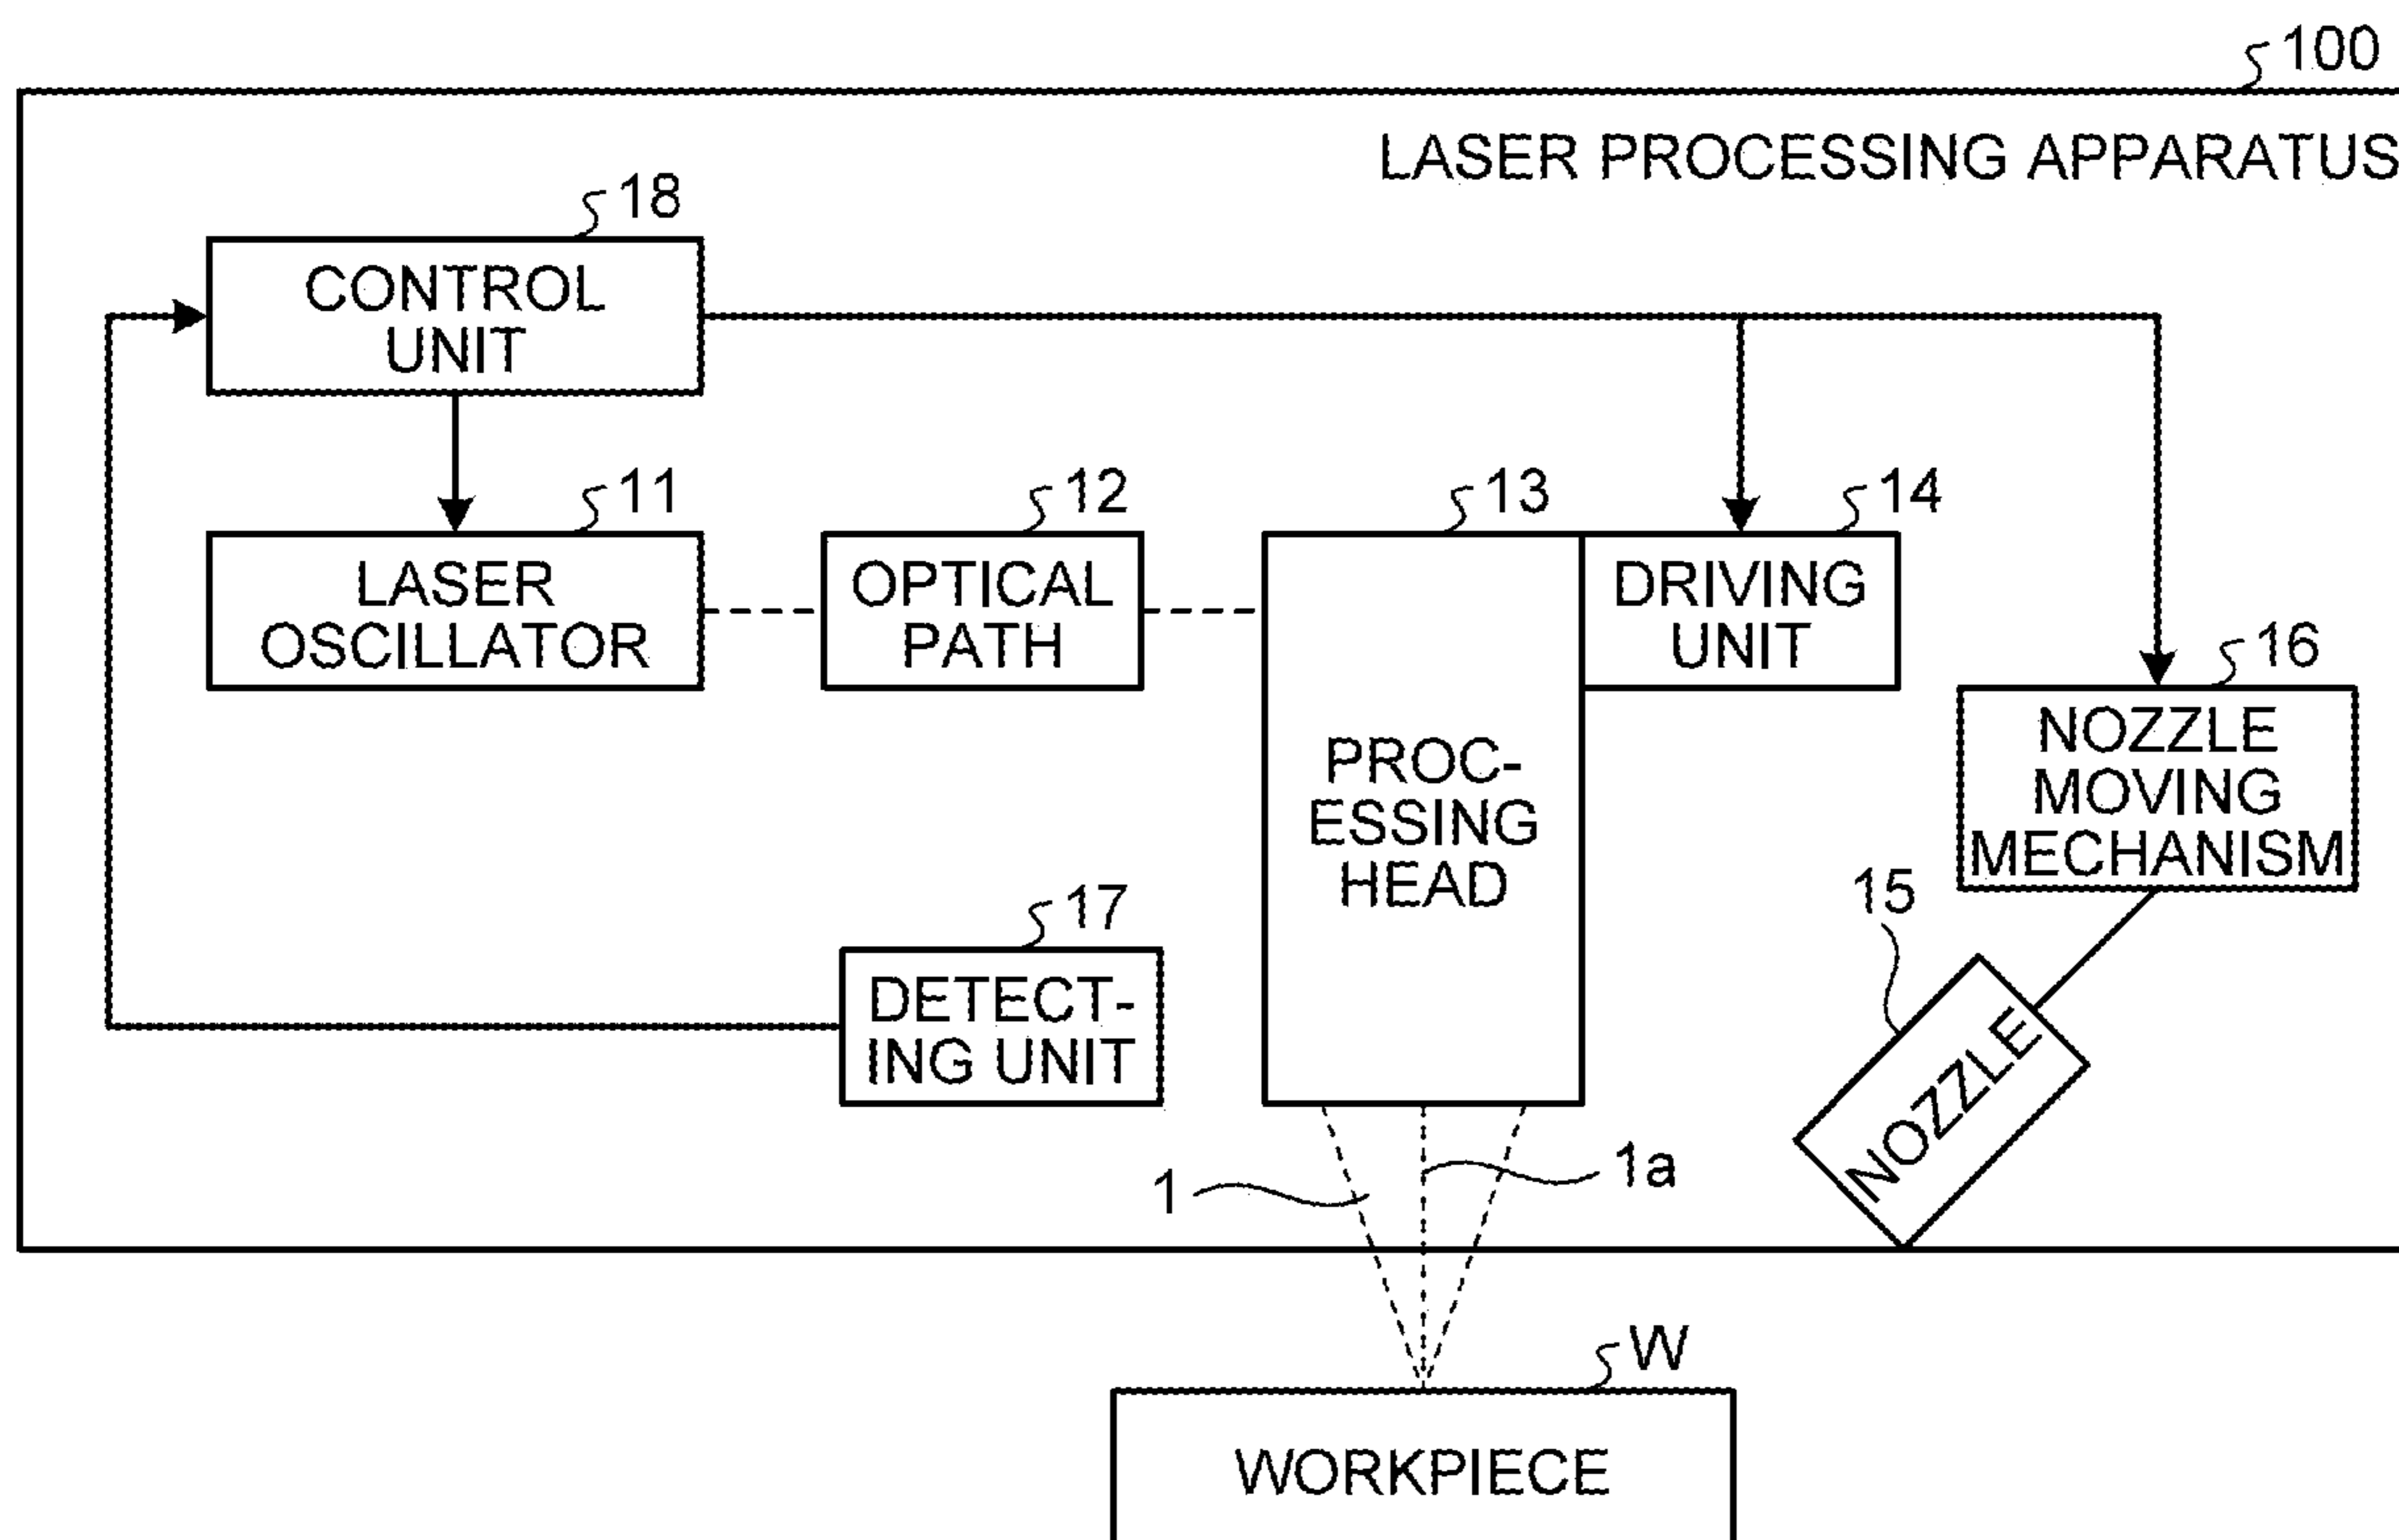 100
LASER PROCESSING APPARATUS
18
CONTROL
UNIT
11
LASER
OSCILLATOR
12
OPTICAL
PATH
13
PROC-
ESSING
HEAD
14
DRIVING
UNIT
16
NOZZLE
MOVING
MECHANISM
15
NOZZLE
17
DETECT-
ING UNIT
1
1a
W
WORKPIECE